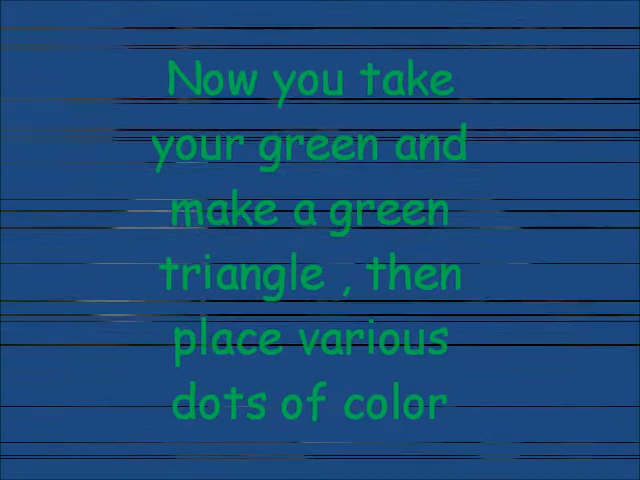 Now you take
your green and
make a green
triangle , then
place various
dots of color